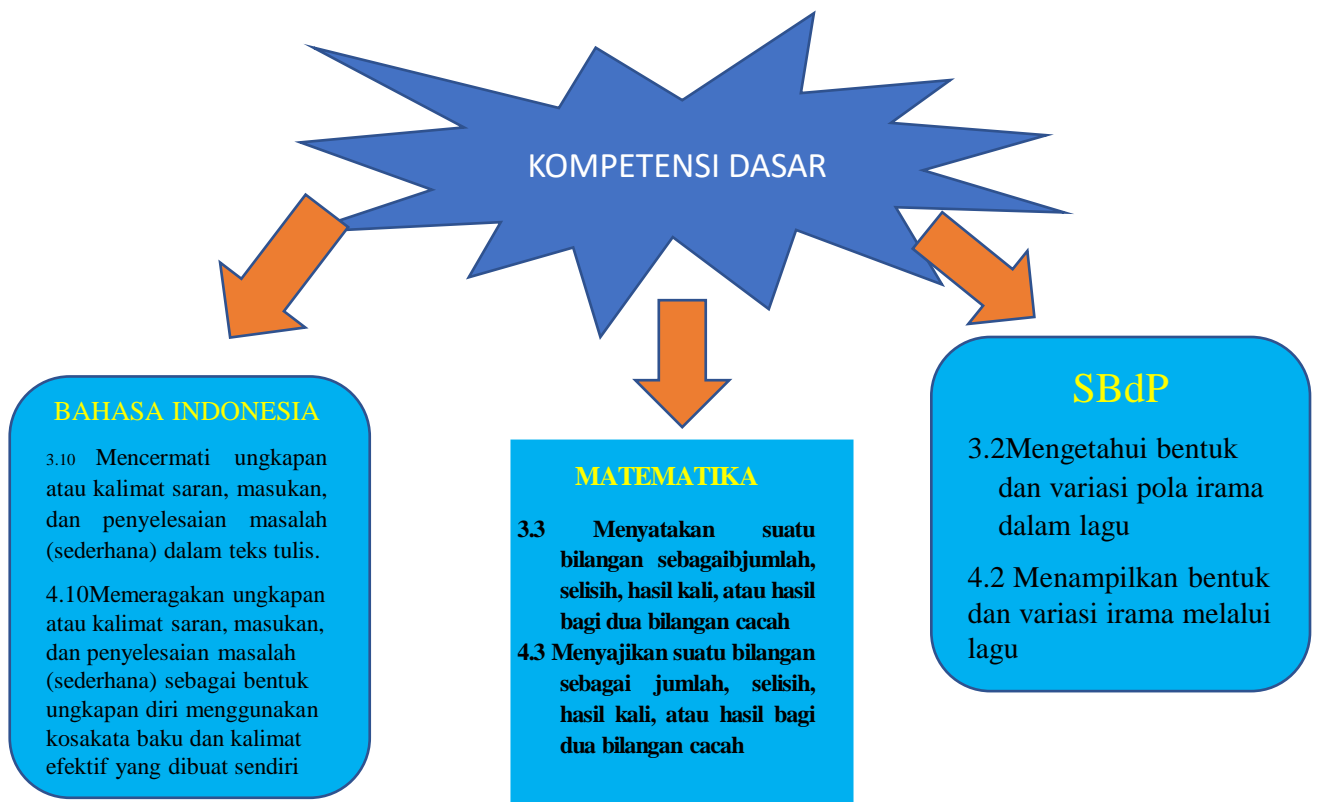 KOMPETENSI DASAR
BAHASA INDONESIA
3.10 Mencermati ungkapan
atau kalimat saran, masukan,
dan penyelesaian masalah
(sederhana) dalam teks tulis.
4.10Memeragakan ungkapan
atau kalimat saran, masukan,
dan penyelesaian masalah
(sederhana) sebagai bentuk
ungkapan diri menggunakan
kosakata baku dan kalimat
efektif yang dibuat sendiri
MATEMATIKA
3.3 Menyatakan suatu
bilangan sebagaibjumlah,
selisih, hasil kali, atau hasil
bagi dua bilangan cacah
4.3 Menyajikan suatu bilangan
sebagai jumlah, selisih,
hasil kali, atau hasil bagi
dua bilangan cacah
SBdP
3.2Mengetahui bentuk
dan variasi pola irama
dalam lagu
4.2 Menampilkan bentuk
dan variasi irama melalui
lagu